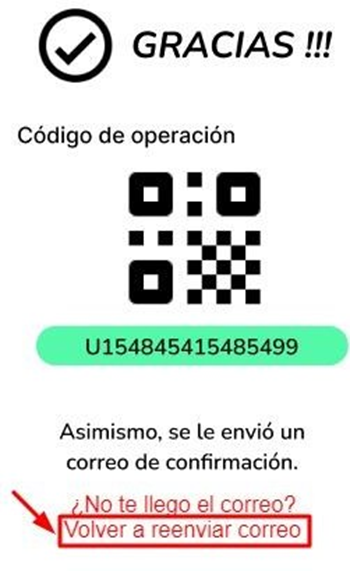 GRACIAS !!!
Código de operación
U154845415485499
Asimismo, se le envió un
correo de confirmación.
¿No te llego el correo?
Volver a reenviar correo